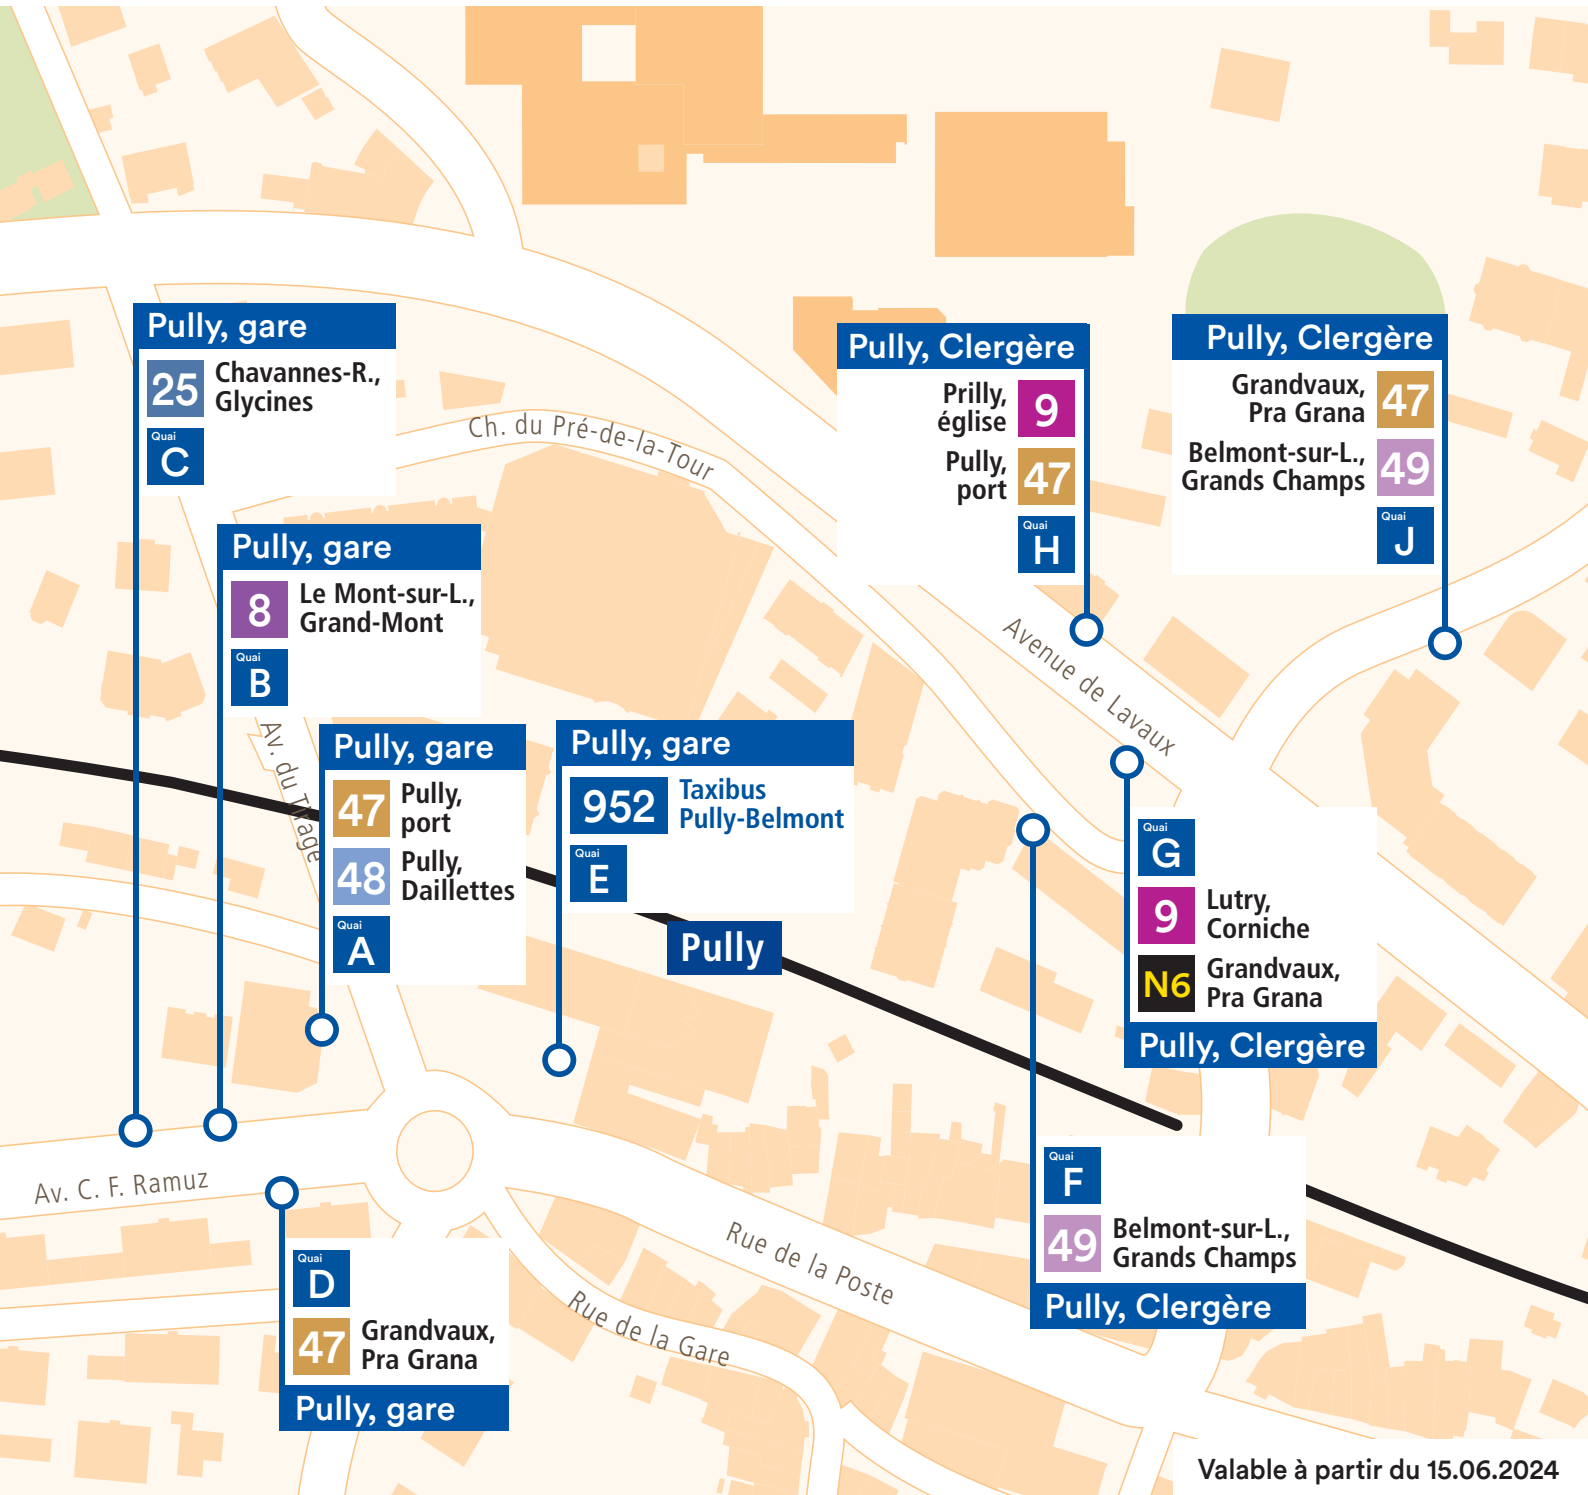 Pully, gare
25
Chavannes-R.,
Glycines
Quai
C
Pully, gare
8
Le Mont-sur-L.,
Grand-Mont
Quai
B
Pully, gare
47
Pully,
port
48
Pully,
Daillettes
Quai
A
Pully, gare
952
Taxibus
Pully-Belmont
Quai
E
Pully
Pully, Clergère
Prilly,
église
9
Pully,
port
47
Quai
H
Pully, Clergère
Grandvaux,
Pra Grana
47
Belmont-sur-L.,
Grands Champs
49
Quai
J
Quai
G
9
Lutry,
Corniche
N6
Grandvaux,
Pra Grana
Pully, Clergère
Quai
F
49
Belmont-sur-L.,
Grands Champs
Pully, Clergère
Quai
D
47
Grandvaux,
Pra Grana
Pully, gare
Ch. du Pré-de-la-Tour
Avenue de Lavaux
Av. du Tirage
Av. C. F. Ramuz
Rue de la Poste
Rue de la Gare
Valable à partir du 15.06.2024